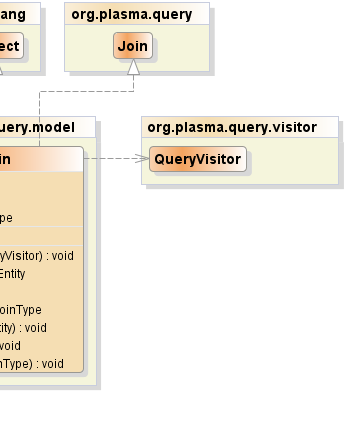 ang
org.plasma.query
ect
Join
uery.model
org.plasma.query.visitor
in
QueryVisitor
pe
yVisitor) : void
Entity
oinType
tity) : void
void
nType) : void